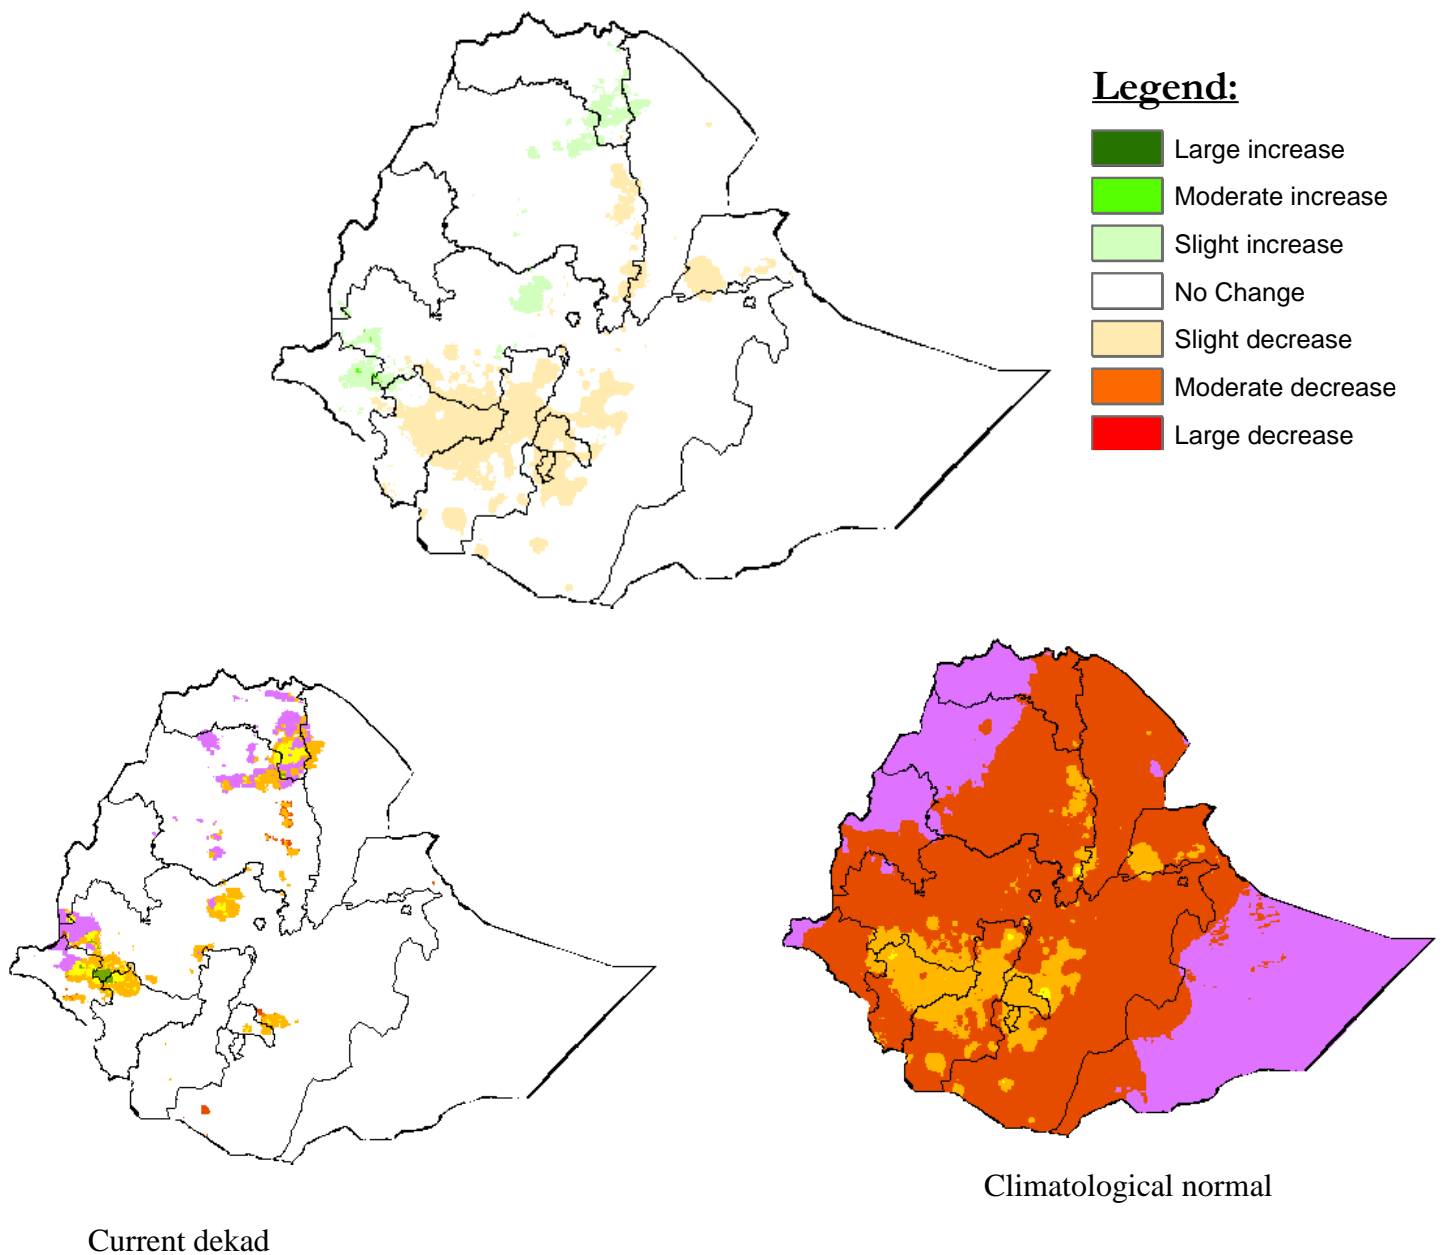 Legend:
Large increase
Moderate increase
Slight increase
No Change
Slight decrease
Moderate decrease
Large decrease
Climatological normal
Current dekad